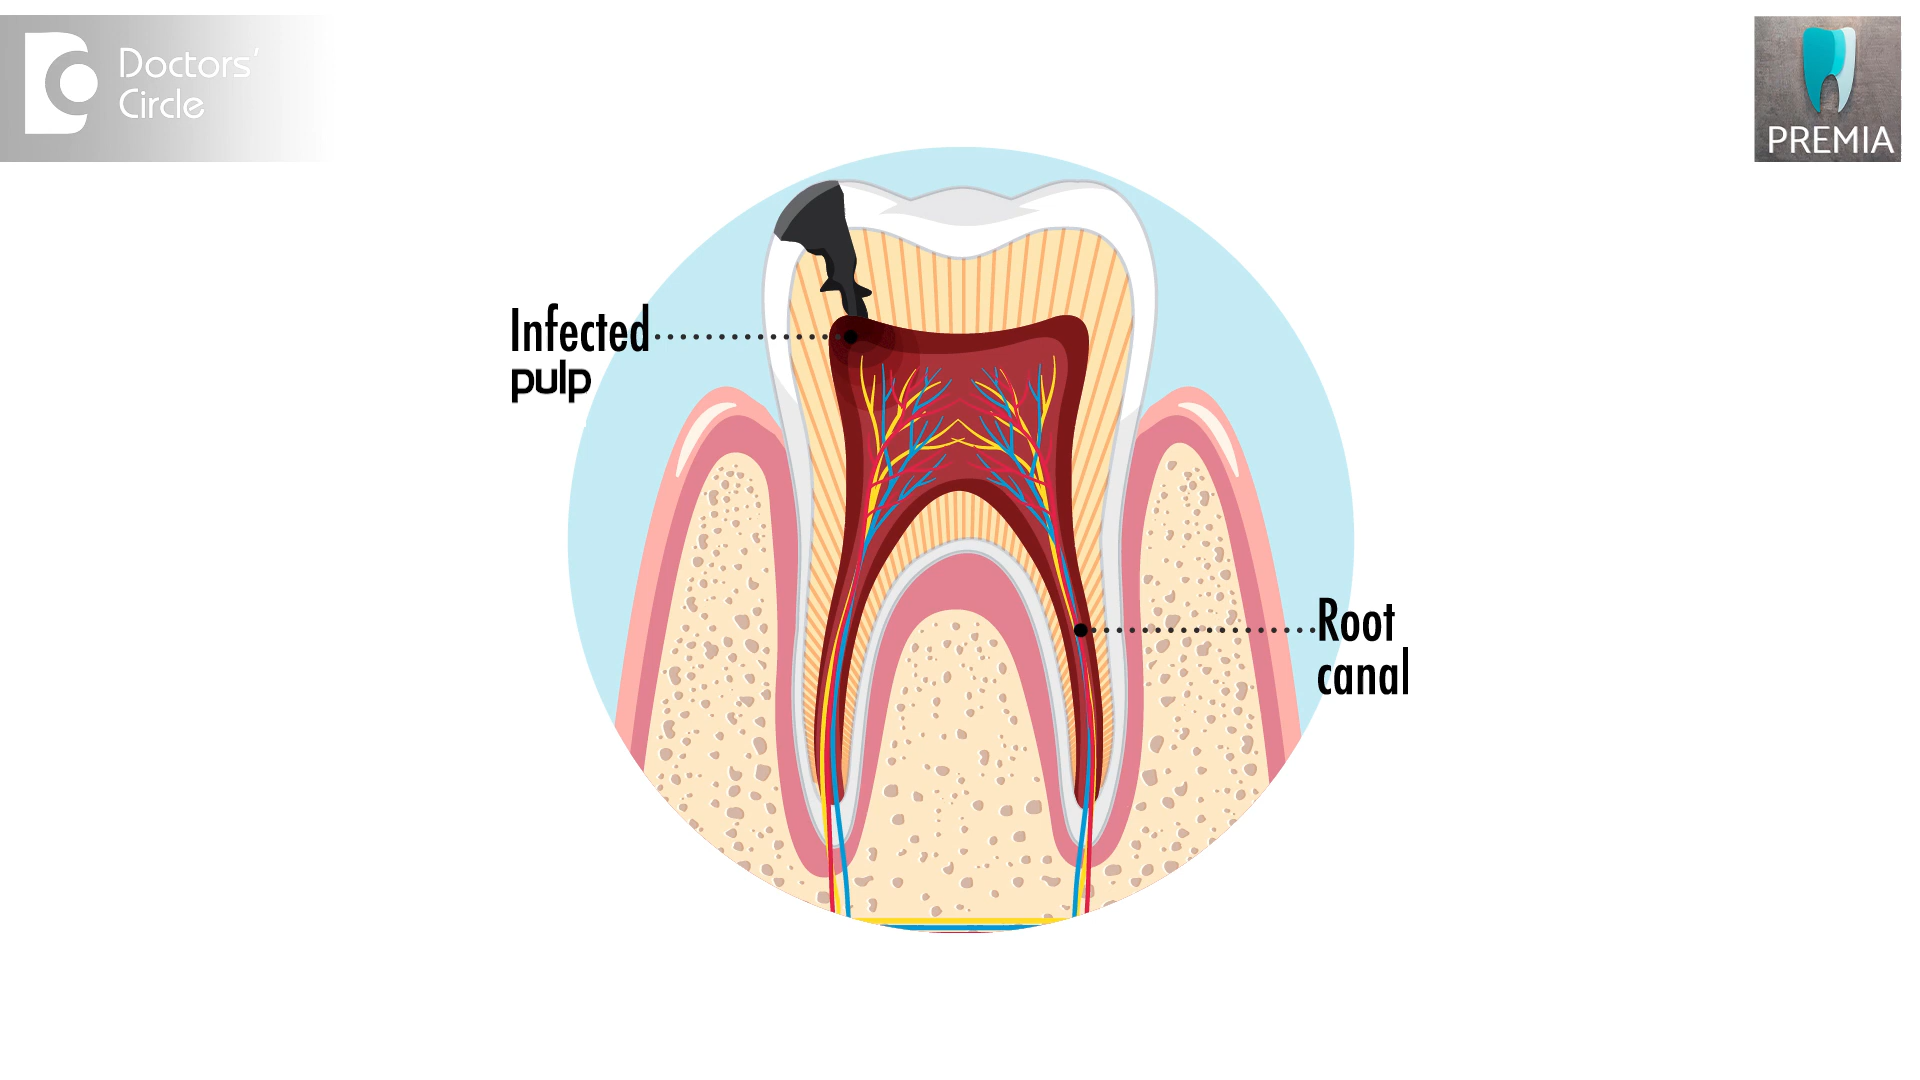 Doctors'
Circle
PREMIA
Infected
pulp
Root
canal